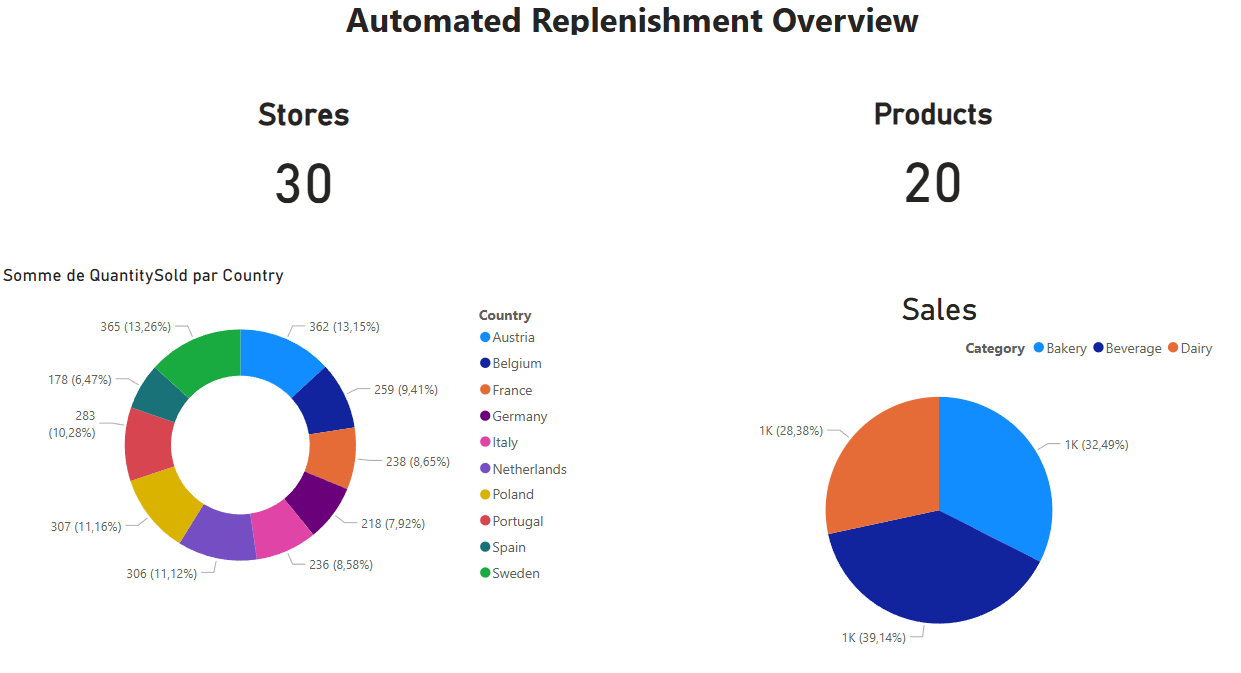 Automated Replenishment Overview
Stores
30
Products
20
Somme de QuantitySold par Country
365 (13,26%)
362 (13,15%)
178 (6,47%)
259 (9,41%)
283
(10,28%)
238 (8,65%)
307 (11,16%)
218 (7,92%)
306 (11,12%)
236 (8,58%)
Country
Austria
Belgium
France
Germany
Italy
Netherlands
Poland
Portugal
Spain
Sweden
Sales
Category Bakery Beverage Dairy
1K (28,38%)
1K (32,49%)
1K (39,14%)